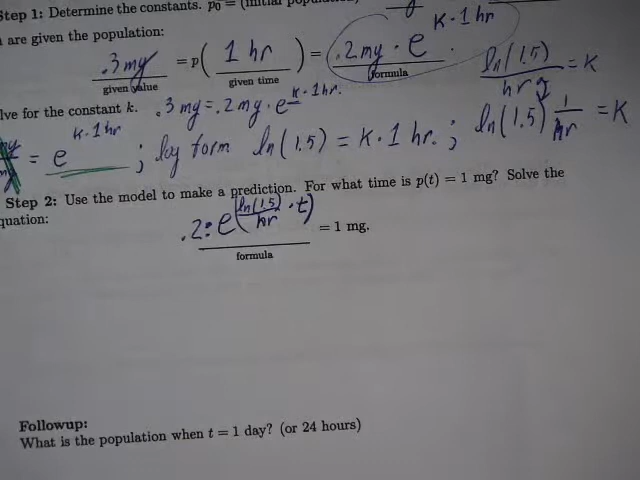 Step 1: Determine the constants. p₀ = (initial population)
are given the population:
.3 mg = p( 1 hr ) = .2 mg · e^{K · 1 hr}
given value given time formula
ln(1.5) / hr = K
lve for the constant k. .3 mg = .2 mg · e^{K · 1 hr.}
= e^{K · 1 hr} ; log form ln(1.5) = K · 1 hr. ; ln(1.5) 1/hr = K
Step 2: Use the model to make a prediction. For what time is p(t) = 1 mg? Solve the
quation:
.2 · e^{(ln(1.5)/hr · t)} = 1 mg.
formula
Followup:
What is the population when t = 1 day? (or 24 hours)